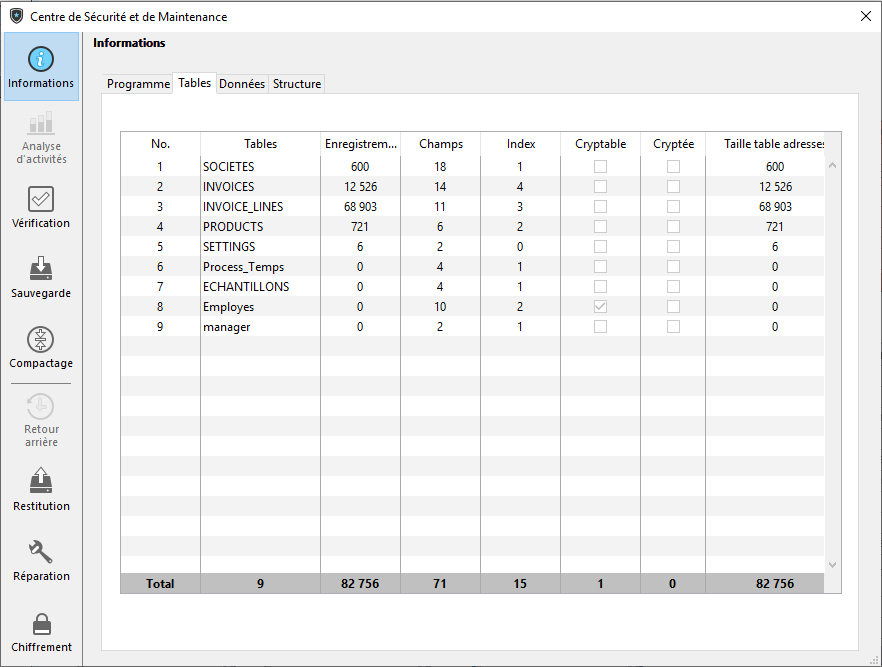 Centre de Sécurité et de Maintenance
Informations
Informations
Analyse
d'activités
Vérification
Sauvegarde
Compactage
Retour
arrière
Restitution
Réparation
Chiffrement
Programme Tables Données Structure
No. Tables Enregistrem... Champs Index Cryptable Cryptée Taille table adresses
1 SOCIETES 600 18 1 600
2 INVOICES 12 526 14 4 12 526
3 INVOICE_LINES 68 903 11 3 68 903
4 PRODUCTS 721 6 2 721
5 SETTINGS 6 2 0 6
6 Process_Temps 0 4 1 0
7 ECHANTILLONS 0 4 1 0
8 Employes 0 10 2 0
9 manager 0 2 1 0
Total 9 82 756 71 15 1 0 82 756